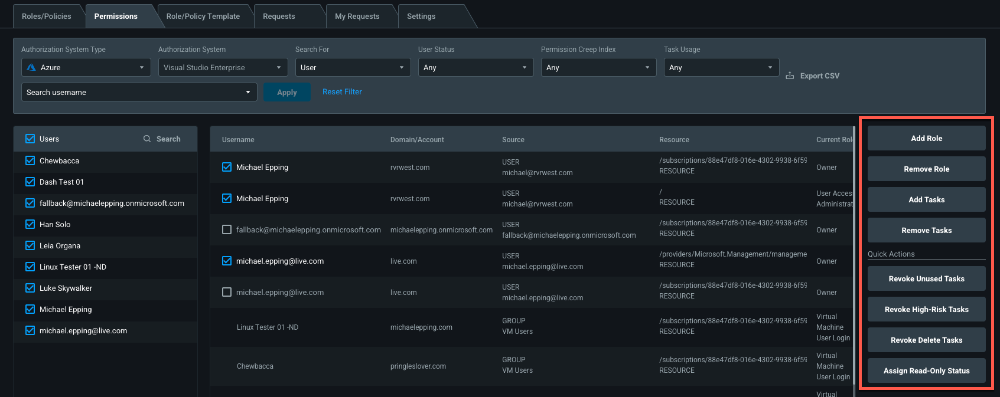 Roles/Policies
Permissions
Role/Policy Template
Requests
My Requests
Settings
Authorization System Type
Authorization System
Search For
User Status
Permission Creep Index
Task Usage
Azure
Visual Studio Enterprise
User
Any
Any
Any
Export CSV
Search username
Apply
Reset Filter
Users
Search
Chewbacca
Dash Test 01
fallback@michaelepping.onmicrosoft.com
Han Solo
Leia Organa
Linux Tester 01 -ND
Luke Skywalker
Michael Epping
michael.epping@live.com
Username
Domain/Account
Source
Resource
Current Role
Michael Epping
rvrwest.com
USER
michael@rvrwest.com
/subscriptions/88e47df8-016e-4302-9938-6f59
RESOURCE
Owner
Michael Epping
rvrwest.com
USER
michael@rvrwest.com
/
RESOURCE
User Access
Administrat
fallback@michaelepping.onmicrosoft.com
michaelepping.onmicrosoft.com
USER
fallback@michaelepping.onmicrosoft.com
/subscriptions/88e47df8-016e-4302-9938-6f59
RESOURCE
Owner
michael.epping@live.com
live.com
USER
michael.epping@live.com
/providers/Microsoft.Management/manageme
RESOURCE
Owner
michael.epping@live.com
live.com
USER
michael.epping@live.com
/subscriptions/88e47df8-016e-4302-9938-6f59
RESOURCE
Owner
Linux Tester 01 -ND
michaelepping.com
GROUP
VM Users
/subscriptions/88e47df8-016e-4302-9938-6f59
RESOURCE
Virtual
Machine
User Login
Chewbacca
pringleslover.com
GROUP
VM Users
/subscriptions/88e47df8-016e-4302-9938-6f59
RESOURCE
Virtual
Machine
User Login
Virtual
Add Role
Remove Role
Add Tasks
Remove Tasks
Quick Actions
Revoke Unused Tasks
Revoke High-Risk Tasks
Revoke Delete Tasks
Assign Read-Only Status